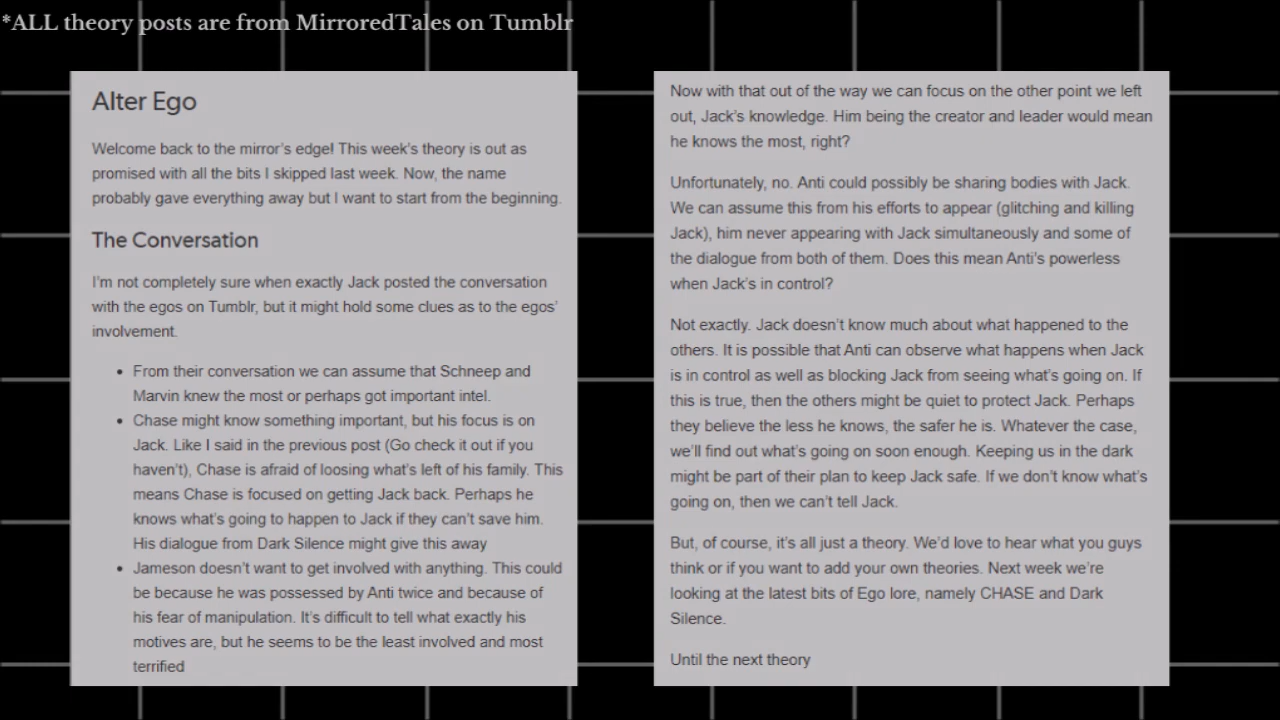 *ALL theory posts are from MirroredTales on Tumblr
Alter Ego
Welcome back to the mirror's edge! This week's theory is out as
promised with all the bits I skipped last week. Now, the name
probably gave everything away but I want to start from the beginning.
The Conversation
I'm not completely sure when exactly Jack posted the conversation
with the egos on Tumblr, but it might hold some clues as to the egos'
involvement.
• From their conversation we can assume that Schneep and
Marvin knew the most or perhaps got important intel.
• Chase might know something important, but his focus is on
Jack. Like I said in the previous post (Go check it out if you
haven't), Chase is afraid of loosing what's left of his family. This
means Chase is focused on getting Jack back. Perhaps he
knows what's going to happen to Jack if they can't save him.
His dialogue from Dark Silence might give this away
• Jameson doesn't want to get involved with anything. This could
be because he was possessed by Anti twice and because of
his fear of manipulation. It's difficult to tell what exactly his
motives are, but he seems to be the least involved and most
terrified
Now with that out of the way we can focus on the other point we left
out, Jack's knowledge. Him being the creator and leader would mean
he knows the most, right?
Unfortunately, no. Anti could possibly be sharing bodies with Jack.
We can assume this from his efforts to appear (glitching and killing
Jack), him never appearing with Jack simultaneously and some of
the dialogue from both of them. Does this mean Anti's powerless
when Jack's in control?
Not exactly. Jack doesn't know much about what happened to the
others. It is possible that Anti can observe what happens when Jack
is in control as well as blocking Jack from seeing what's going on. If
this is true, then the others might be quiet to protect Jack. Perhaps
they believe the less he knows, the safer he is. Whatever the case,
we'll find out what's going on soon enough. Keeping us in the dark
might be part of their plan to keep Jack safe. If we don't know what's
going on, then we can't tell Jack.
But, of course, it's all just a theory. We'd love to hear what you guys
think or if you want to add your own theories. Next week we're
looking at the latest bits of Ego lore, namely CHASE and Dark
Silence.
Until the next theory